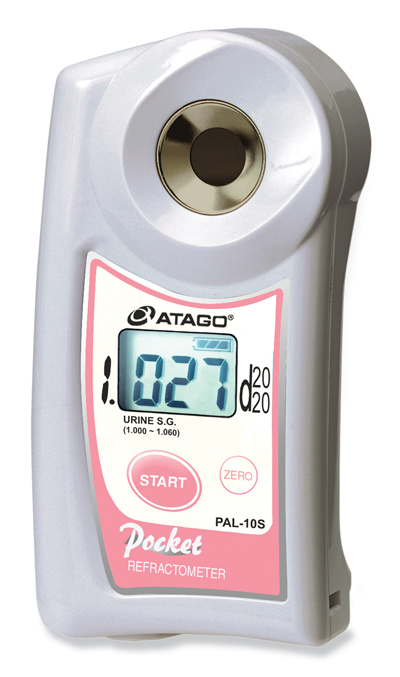 ATAGO®
1.027 d20/20
URINE S.G.
(1.000 ~ 1.060)
START
ZERO
PAL-10S
Pocket
REFRACTOMETER